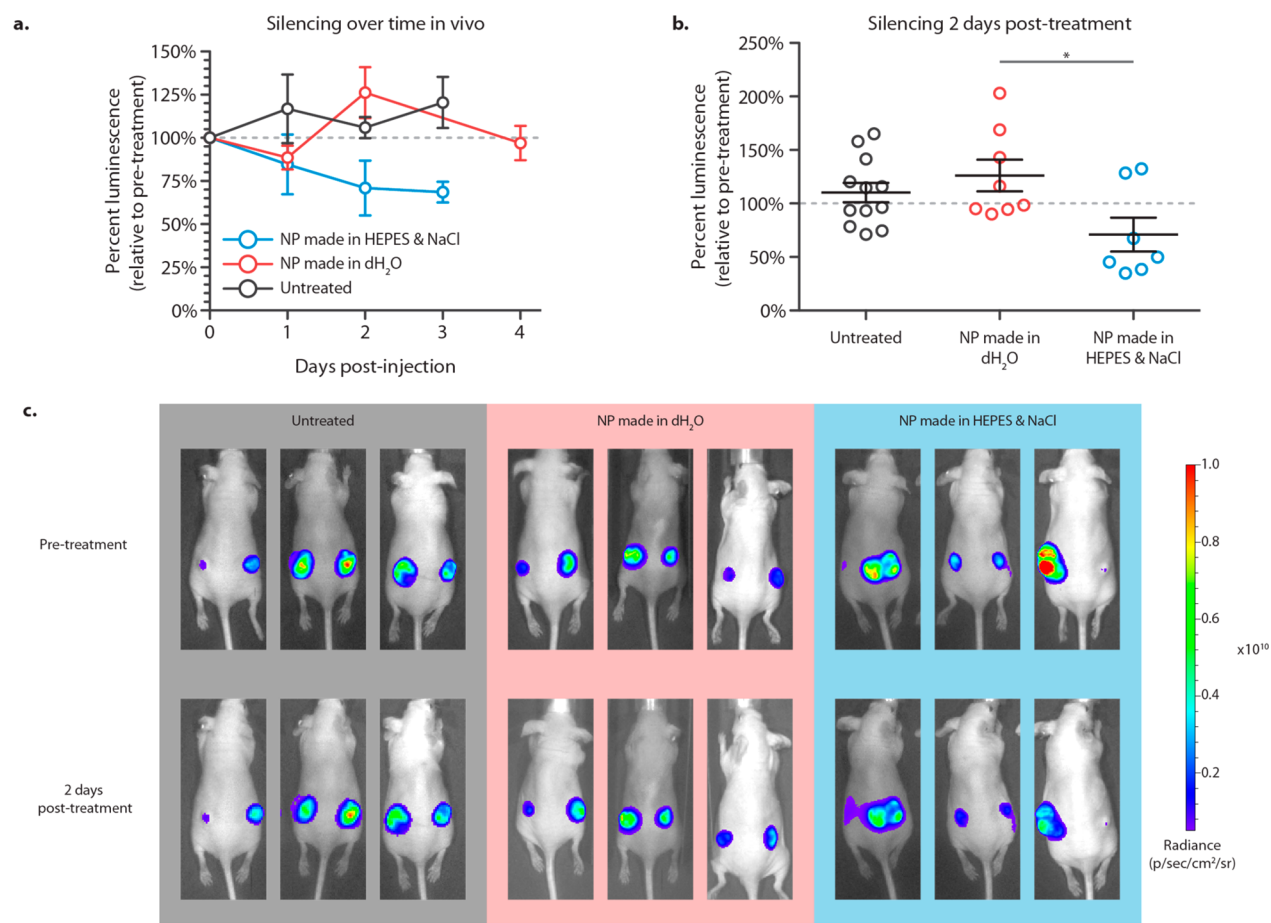 a.
Silencing over time in vivo
Percent luminescence
(relative to pre-treatment)
150%
125%
100%
75%
50%
25%
0%
NP made in HEPES & NaCl
NP made in dH₂O
Untreated
0 1 2 3 4
Days post-injection
b.
Silencing 2 days post-treatment
Percent luminescence
(relative to pre-treatment)
250%
200%
150%
100%
50%
0%
*
Untreated
NP made in
dH₂O
NP made in
HEPES & NaCl
c.
Untreated
NP made in dH₂O
NP made in HEPES & NaCl
Pre-treatment
2 days
post-treatment
1.0
0.8
0.6
x10¹⁰
0.4
0.2
Radiance
(p/sec/cm²/sr)